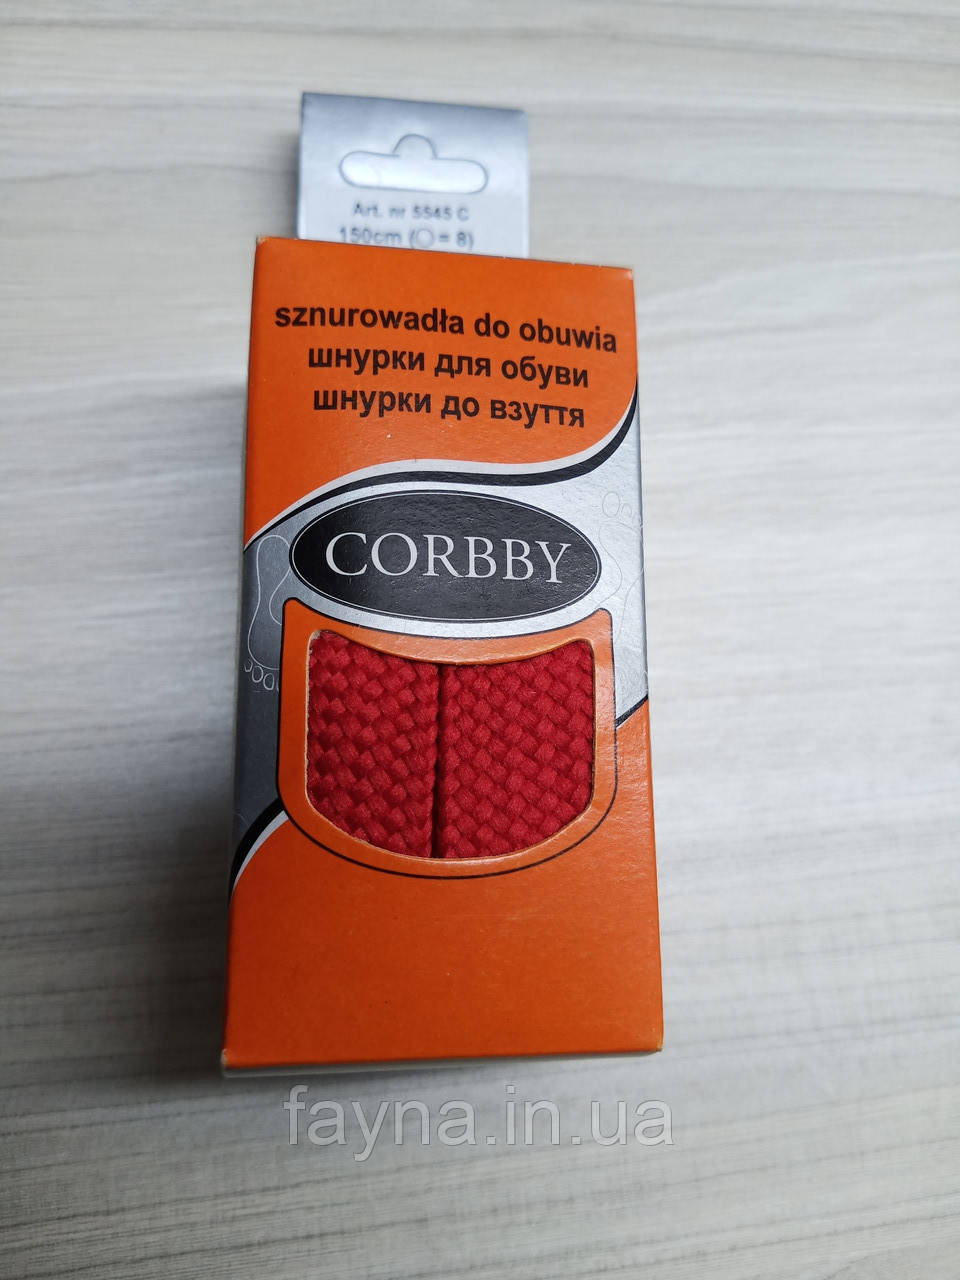 Art. nr 5545 C
150cm (○= 8)
sznurowadła do obuwia
шнурки для обуви
шнурки до взуття
CORBBY
fayna.in.ua